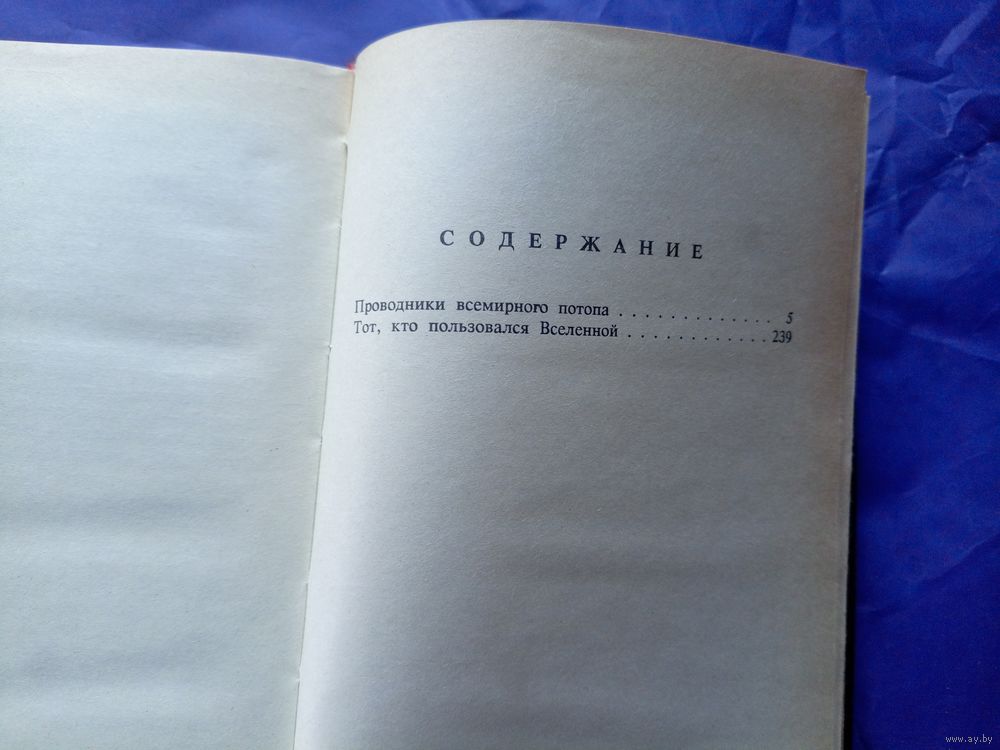 СОДЕРЖАНИЕ
Проводники всемирного потопа . . . . . . . . . . . . . 5
Тот, кто пользовался Вселенной . . . . . . . . . . . . . 239
www.ay.by